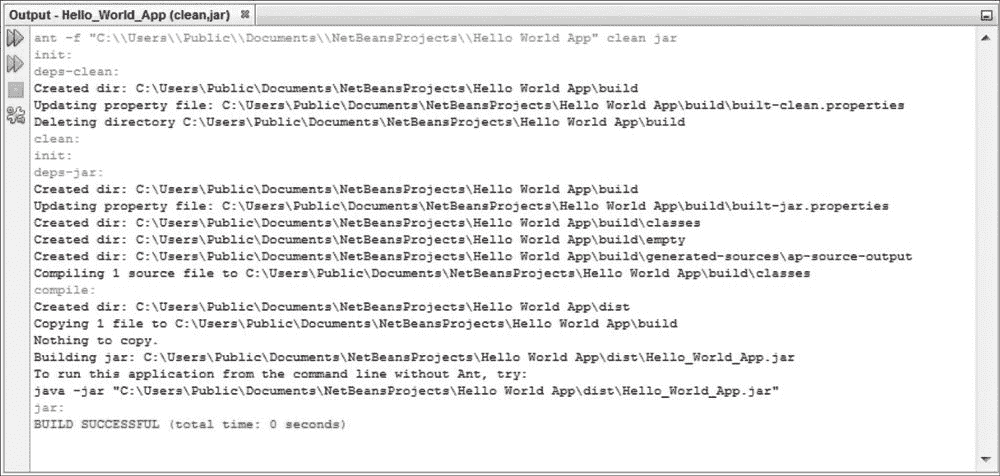 Output - Hello_World_App (clean,jar)
ant -f "C:\\Users\\Public\\Documents\\NetBeansProjects\\Hello World App" clean jar
init:
deps-clean:
Created dir: C:\Users\Public\Documents\NetBeansProjects\Hello World App\build
Updating property file: C:\Users\Public\Documents\NetBeansProjects\Hello World App\build\built-clean.properties
Deleting directory C:\Users\Public\Documents\NetBeansProjects\Hello World App\build
clean:
init:
deps-jar:
Created dir: C:\Users\Public\Documents\NetBeansProjects\Hello World App\build
Updating property file: C:\Users\Public\Documents\NetBeansProjects\Hello World App\build\built-jar.properties
Created dir: C:\Users\Public\Documents\NetBeansProjects\Hello World App\build\classes
Created dir: C:\Users\Public\Documents\NetBeansProjects\Hello World App\build\empty
Created dir: C:\Users\Public\Documents\NetBeansProjects\Hello World App\build\generated-sources\ap-source-output
Compiling 1 source file to C:\Users\Public\Documents\NetBeansProjects\Hello World App\build\classes
compile:
Created dir: C:\Users\Public\Documents\NetBeansProjects\Hello World App\dist
Copying 1 file to C:\Users\Public\Documents\NetBeansProjects\Hello World App\build
Nothing to copy.
Building jar: C:\Users\Public\Documents\NetBeansProjects\Hello World App\dist\Hello_World_App.jar
To run this application from the command line without Ant, try:
java -jar "C:\Users\Public\Documents\NetBeansProjects\Hello World App\dist\Hello_World_App.jar"
jar:
BUILD SUCCESSFUL (total time: 0 seconds)